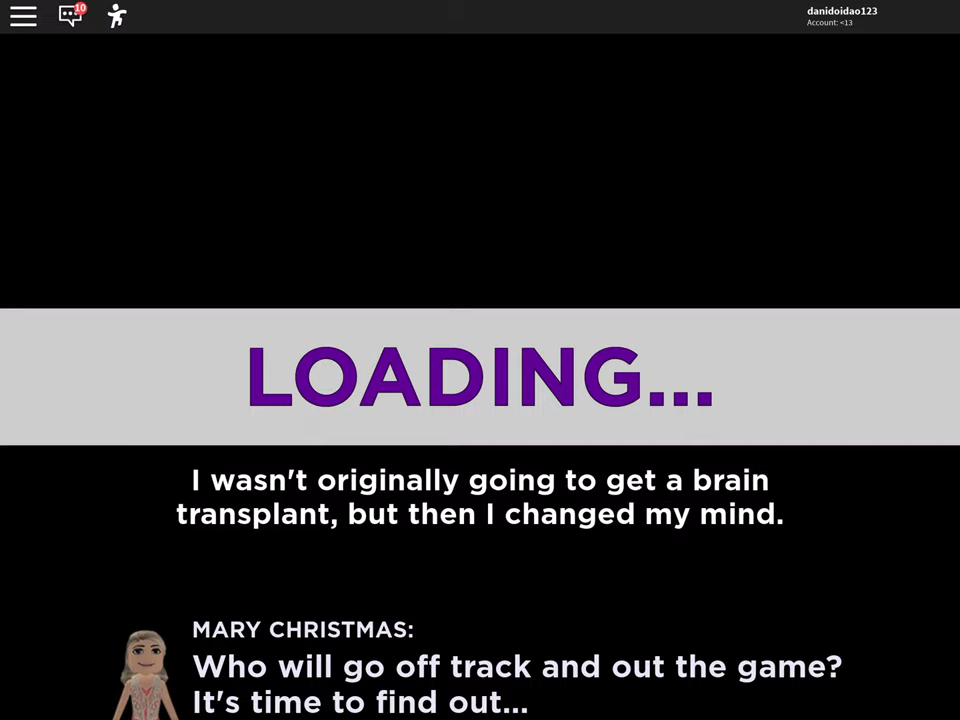 10
danidoidao123
Account: <13
LOADING...
I wasn't originally going to get a brain
transplant, but then I changed my mind.
MARY CHRISTMAS:
Who will go off track and out the game?
It's time to find out...